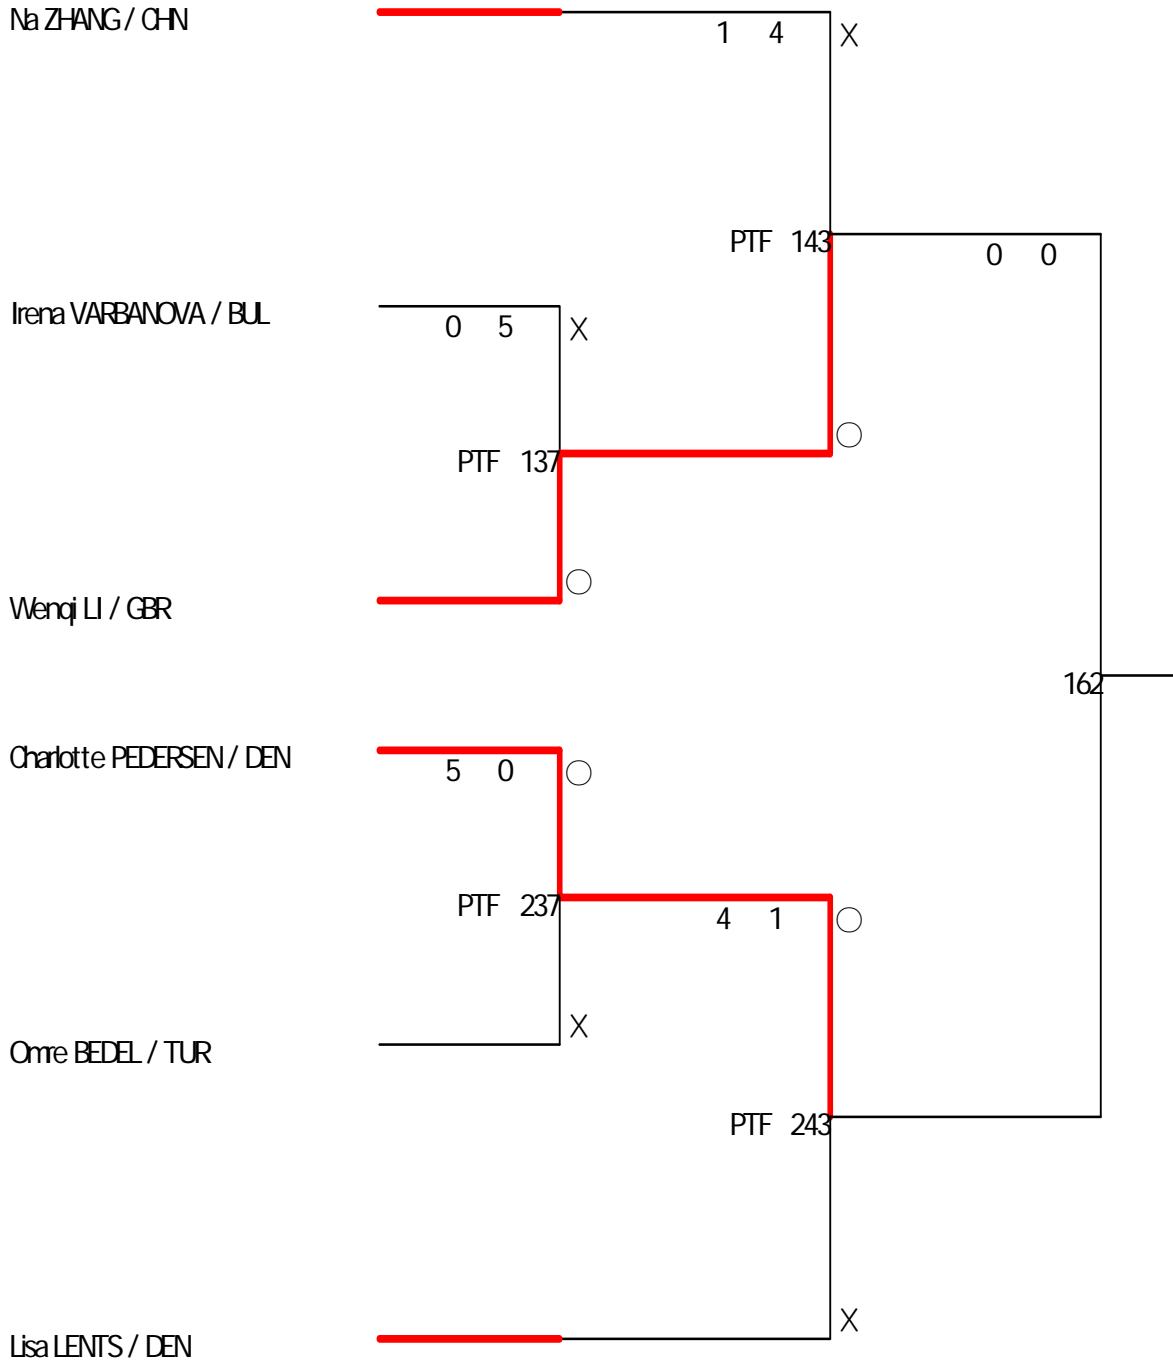 Na ZHANG / CHN
1 4 X
PTF 143
0 0
Irena VARBANOVA / BUL
0 5 X
○
PTF 137
○
Wenqi LI / GBR
162
Charlotte PEDERSEN / DEN
5 0 ○
PTF 237
4 1 ○
X
Omre BEDEL / TUR
PTF 243
X
Lisa LENTS / DEN